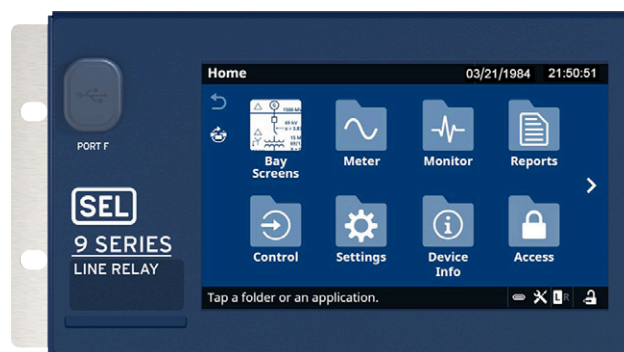 Home 03/21/1984 21:50:51
Bay
Screens
Meter
Monitor
Reports
Control
Settings
Device
Info
Access
Tap a folder or an application.
L R
PORT F
SEL
9 SERIES
LINE RELAY